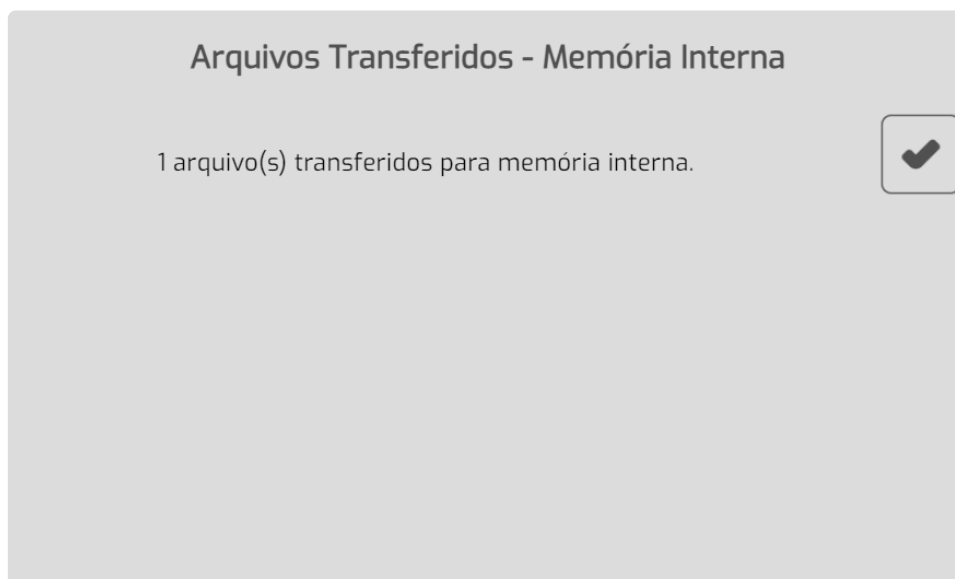 Arquivos Transferidos - Memória Interna
1 arquivo(s) transferidos para memória interna.